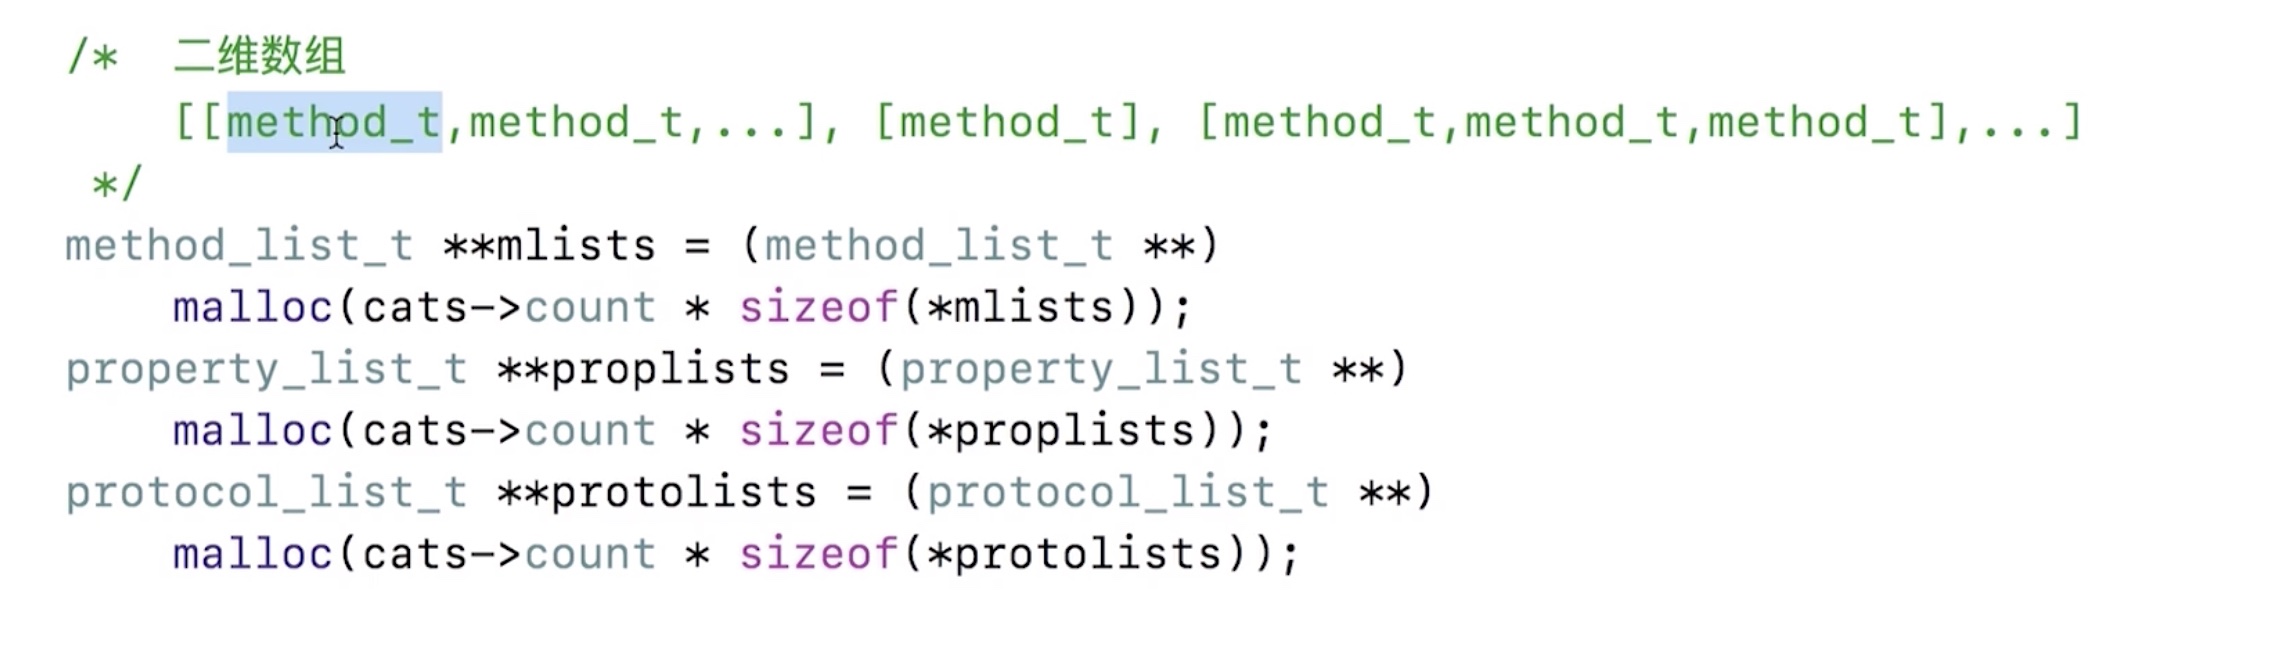 /*  二维数组
    [[method_t,method_t,...], [method_t], [method_t,method_t,method_t],...]
 */
method_list_t **mlists = (method_list_t **)
    malloc(cats->count * sizeof(*mlists));
property_list_t **proplists = (property_list_t **)
    malloc(cats->count * sizeof(*proplists));
protocol_list_t **protolists = (protocol_list_t **)
    malloc(cats->count * sizeof(*protolists));